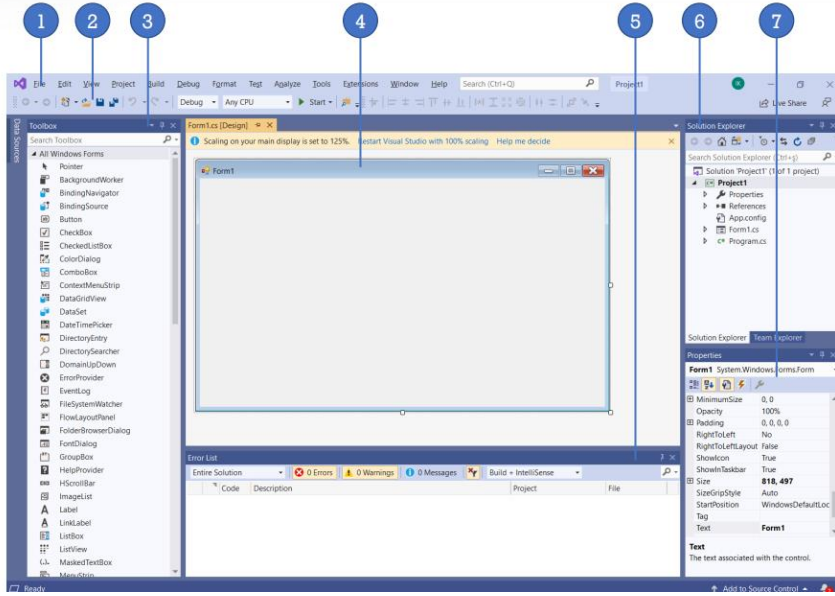 1 2 3 4 5 6 7
File Edit View Project Build Debug Format Test Analyze Tools Extensions Window Help Search (Ctrl+Q) Project1
Debug Any CPU Start Live Share
Data Sources
Toolbox
Search Toolbox
All Windows Forms
Pointer
BackgroundWorker
BindingNavigator
BindingSource
Button
CheckBox
CheckedListBox
ColorDialog
ComboBox
ContextMenuStrip
DataGridView
DataSet
DateTimePicker
DirectoryEntry
DirectorySearcher
DomainUpDown
ErrorProvider
EventLog
FileSystemWatcher
FlowLayoutPanel
FolderBrowserDialog
FontDialog
GroupBox
HelpProvider
HScrollBar
ImageList
Label
LinkLabel
ListBox
ListView
MaskedTextBox
MenuStrip
Form1.cs [Design]
Scaling on your main display is set to 125%. Restart Visual Studio with 100% scaling Help me decide
Form1
Error List
Entire Solution 0 Errors 0 Warnings 0 Messages Build + IntelliSense
Code Description Project File
Solution Explorer
Search Solution Explorer (Ctrl+ş)
Solution 'Project1' (1 of 1 project)
Project1
Properties
References
App.config
Form1.cs
C# Program.cs
Solution Explorer Team Explorer
Properties
Form1 System.Windows.Forms.Form
MinimumSize 0, 0
Opacity 100%
Padding 0, 0, 0, 0
RightToLeft No
RightToLeftLayout False
ShowIcon True
ShowInTaskbar True
Size 818, 497
SizeGripStyle Auto
StartPosition WindowsDefaultLoc
Tag
Text Form1
Text
The text associated with the control.
Ready Add to Source Control